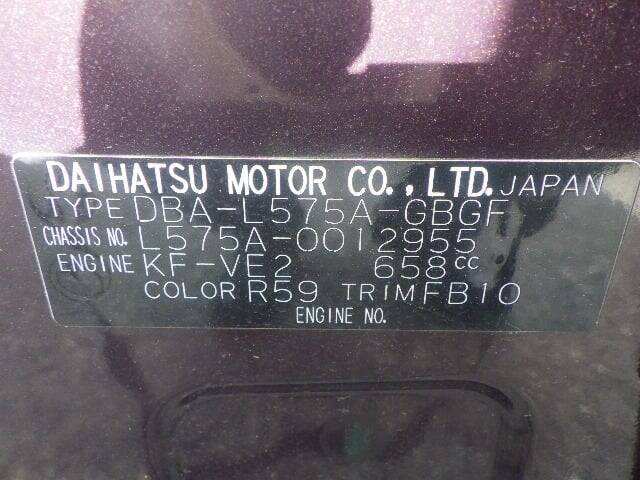 DAIHATSU MOTOR CO., LTD. JAPAN
TYPE DBA-L575A-GBGF
CHASSIS NO. L575A-0012955
ENGINE KF-VE2 658cc
COLOR R59 TRIM FB10
ENGINE NO.